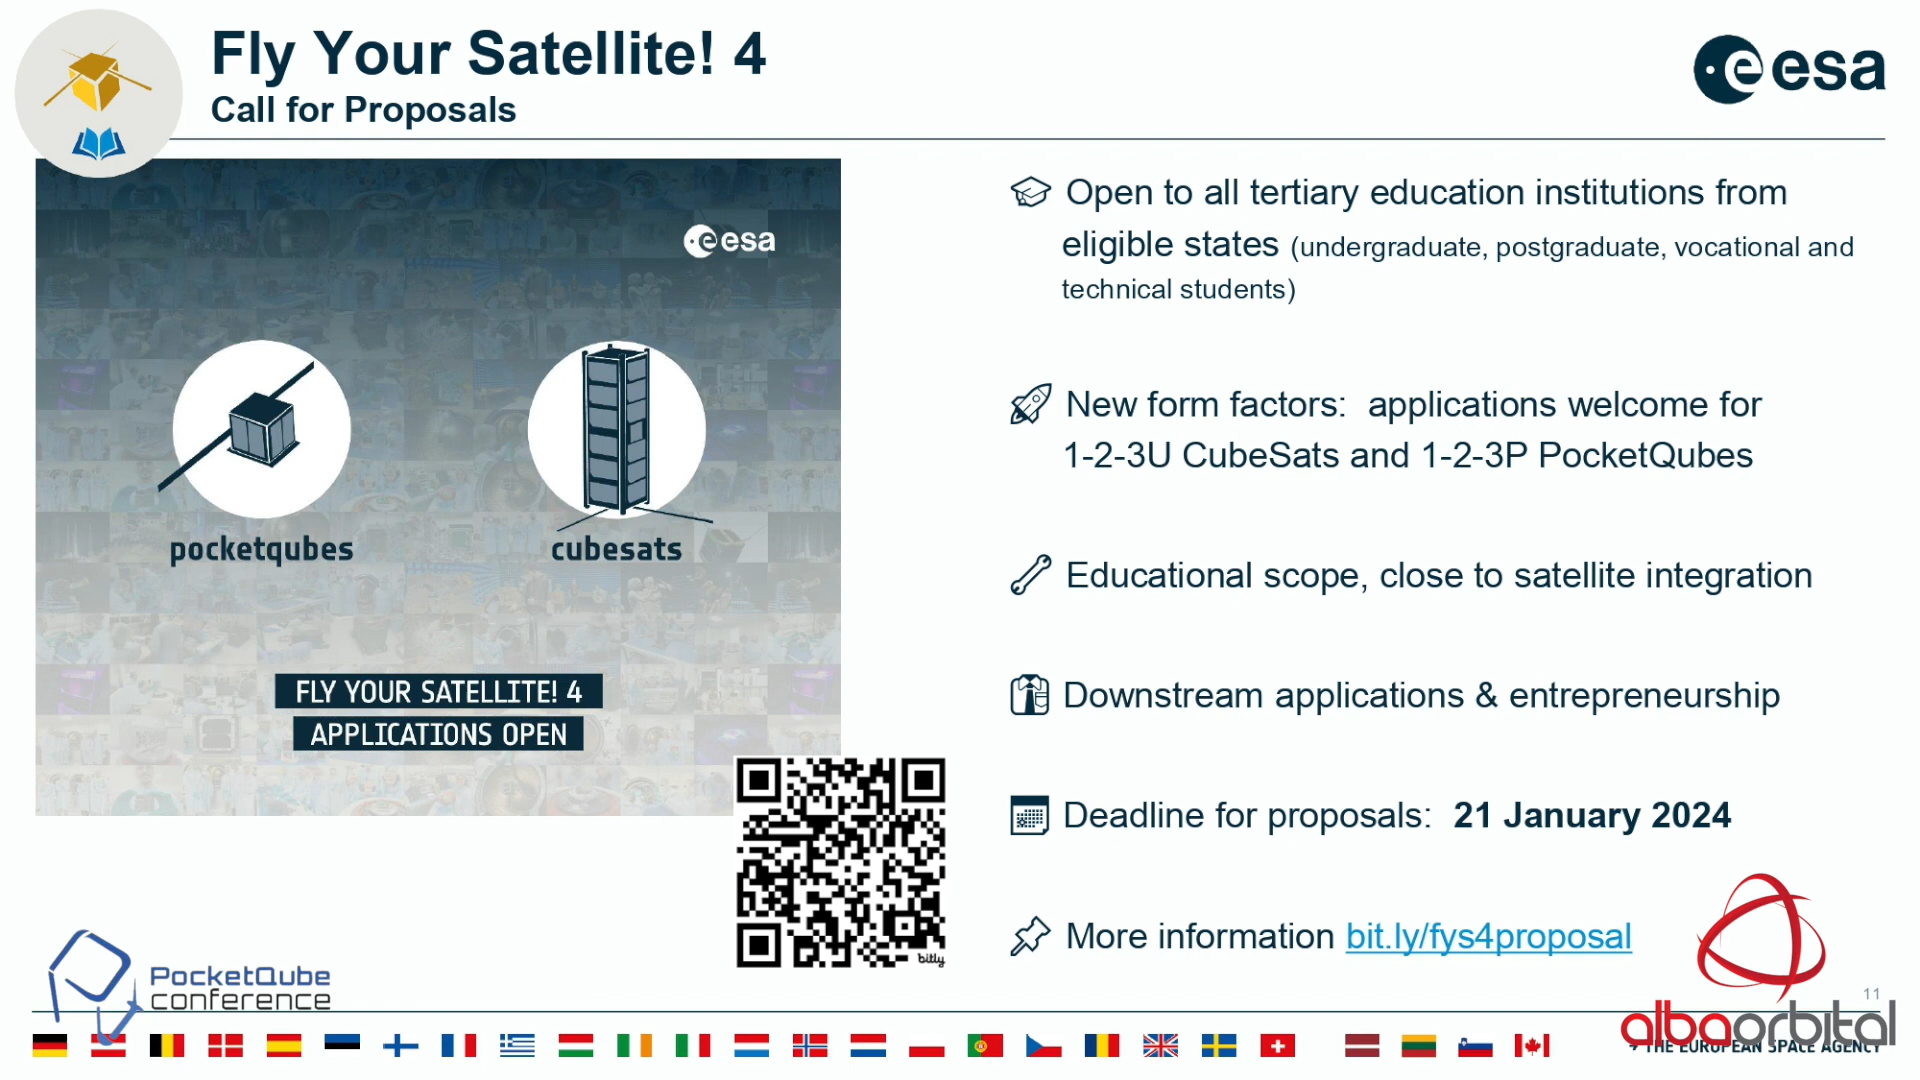 Fly Your Satellite! 4
Call for Proposals
esa
esa
pocketqubes
cubesats
FLY YOUR SATELLITE! 4
APPLICATIONS OPEN
bitly
Open to all tertiary education institutions from
eligible states (undergraduate, postgraduate, vocational and
technical students)
New form factors: applications welcome for
1-2-3U CubeSats and 1-2-3P PocketQubes
Educational scope, close to satellite integration
Downstream applications & entrepreneurship
Deadline for proposals: 21 January 2024
More information bit.ly/fys4proposal
PocketQube
conference
11
albaorbital
→ THE EUROPEAN SPACE AGENCY